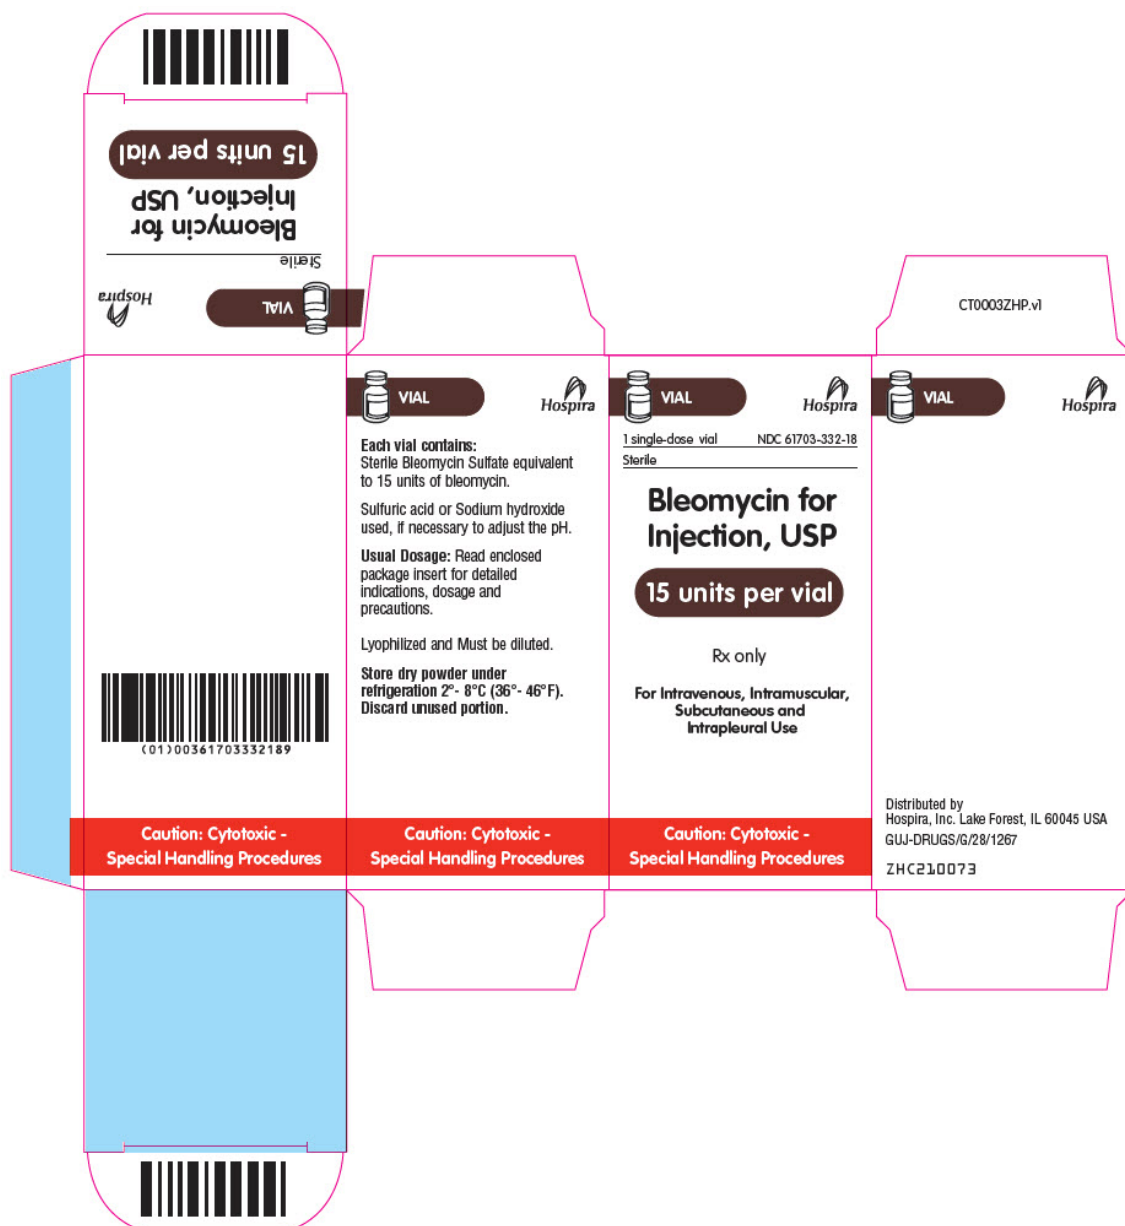 15 units per vial
Bleomycin for
Injection, USP
Sterile
Hospira
VIAL
CT0003ZHP.v1
(01)00361703332189
Caution: Cytotoxic -
Special Handling Procedures
VIAL
Hospira
Each vial contains:
Sterile Bleomycin Sulfate equivalent
to 15 units of bleomycin.
Sulfuric acid or Sodium hydroxide
used, if necessary to adjust the pH.
Usual Dosage: Read enclosed
package insert for detailed
indications, dosage and
precautions.
Lyophilized and Must be diluted.
Store dry powder under
refrigeration 2°- 8°C (36°- 46°F).
Discard unused portion.
Caution: Cytotoxic -
Special Handling Procedures
VIAL
Hospira
1 single-dose vial NDC 61703-332-18
Sterile
Bleomycin for
Injection, USP
15 units per vial
Rx only
For Intravenous, Intramuscular,
Subcutaneous and
Intrapleural Use
Caution: Cytotoxic -
Special Handling Procedures
VIAL
Hospira
Distributed by
Hospira, Inc. Lake Forest, IL 60045 USA
GUJ-DRUGS/G/28/1267
ZHC210073